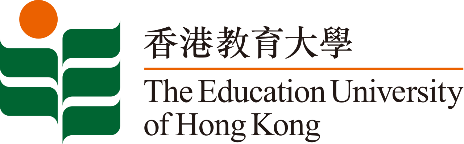 香港教育大學
The Education University
of Hong Kong